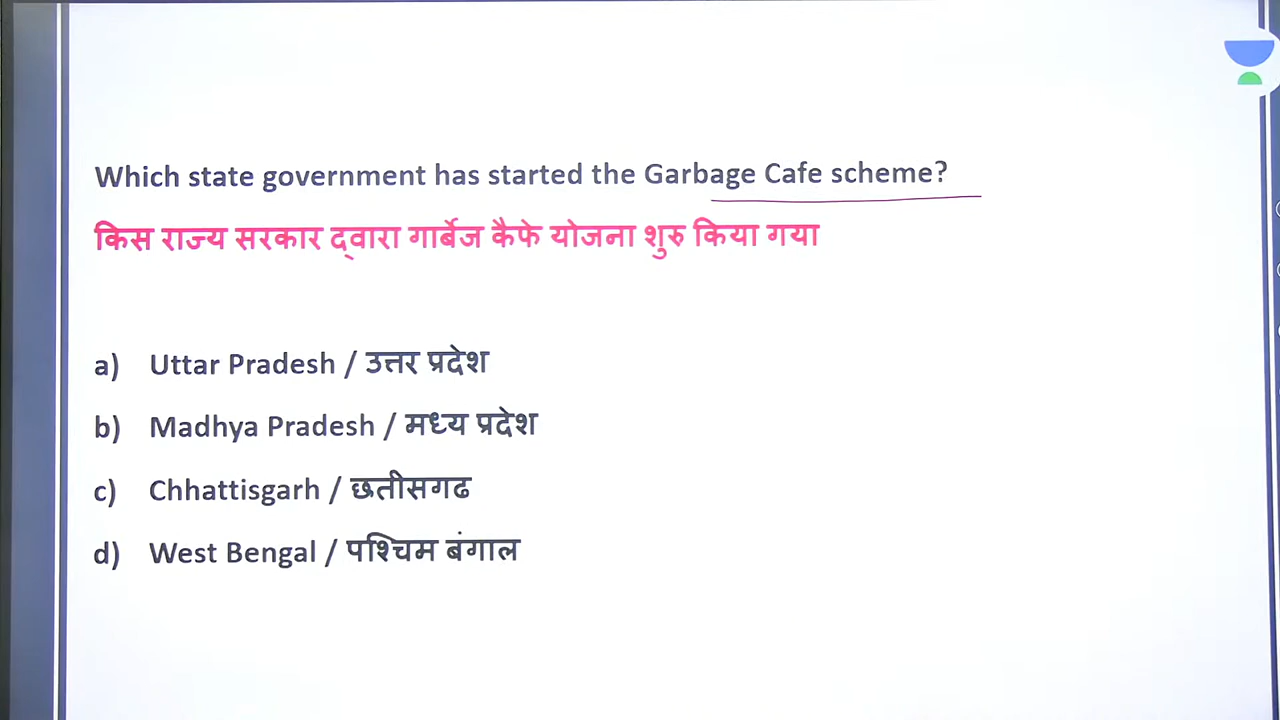 Which state government has started the Garbage Cafe scheme?
किस राज्य सरकार द्वारा गार्बेज कैफे योजना शुरु किया गया
a) Uttar Pradesh / उत्तर प्रदेश
b) Madhya Pradesh / मध्य प्रदेश
c) Chhattisgarh / छतीसगढ
d) West Bengal / पश्चिम बंगाल